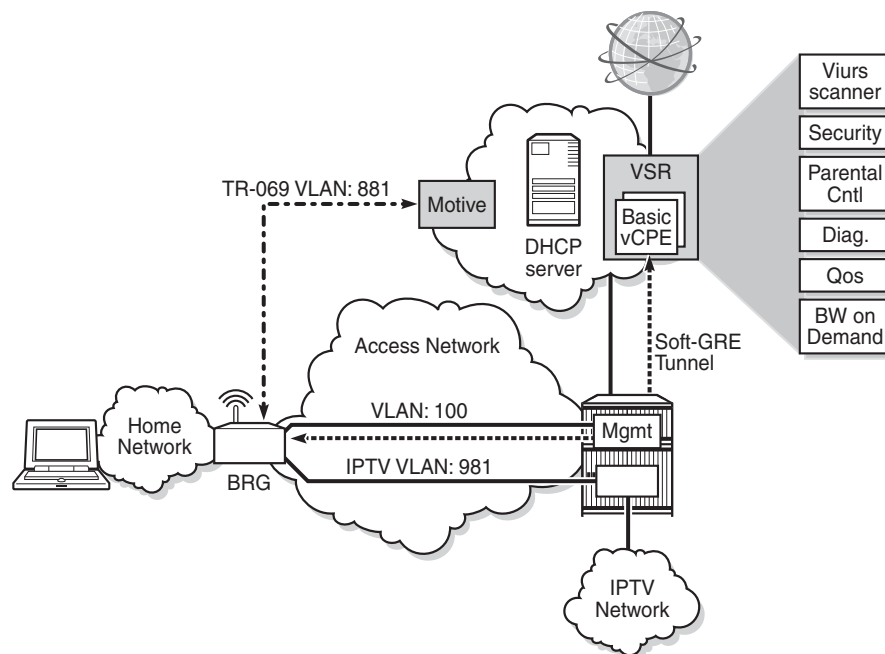 Viurs
scanner
Security
Parental
Cntl
Diag.
Qos
BW on
Demand
VSR
Basic
vCPE
DHCP
server
Motive
TR-069 VLAN: 881
Soft-GRE
Tunnel
Access Network
VLAN: 100
Mgmt
Home
Network
BRG
IPTV VLAN: 981
IPTV
Network